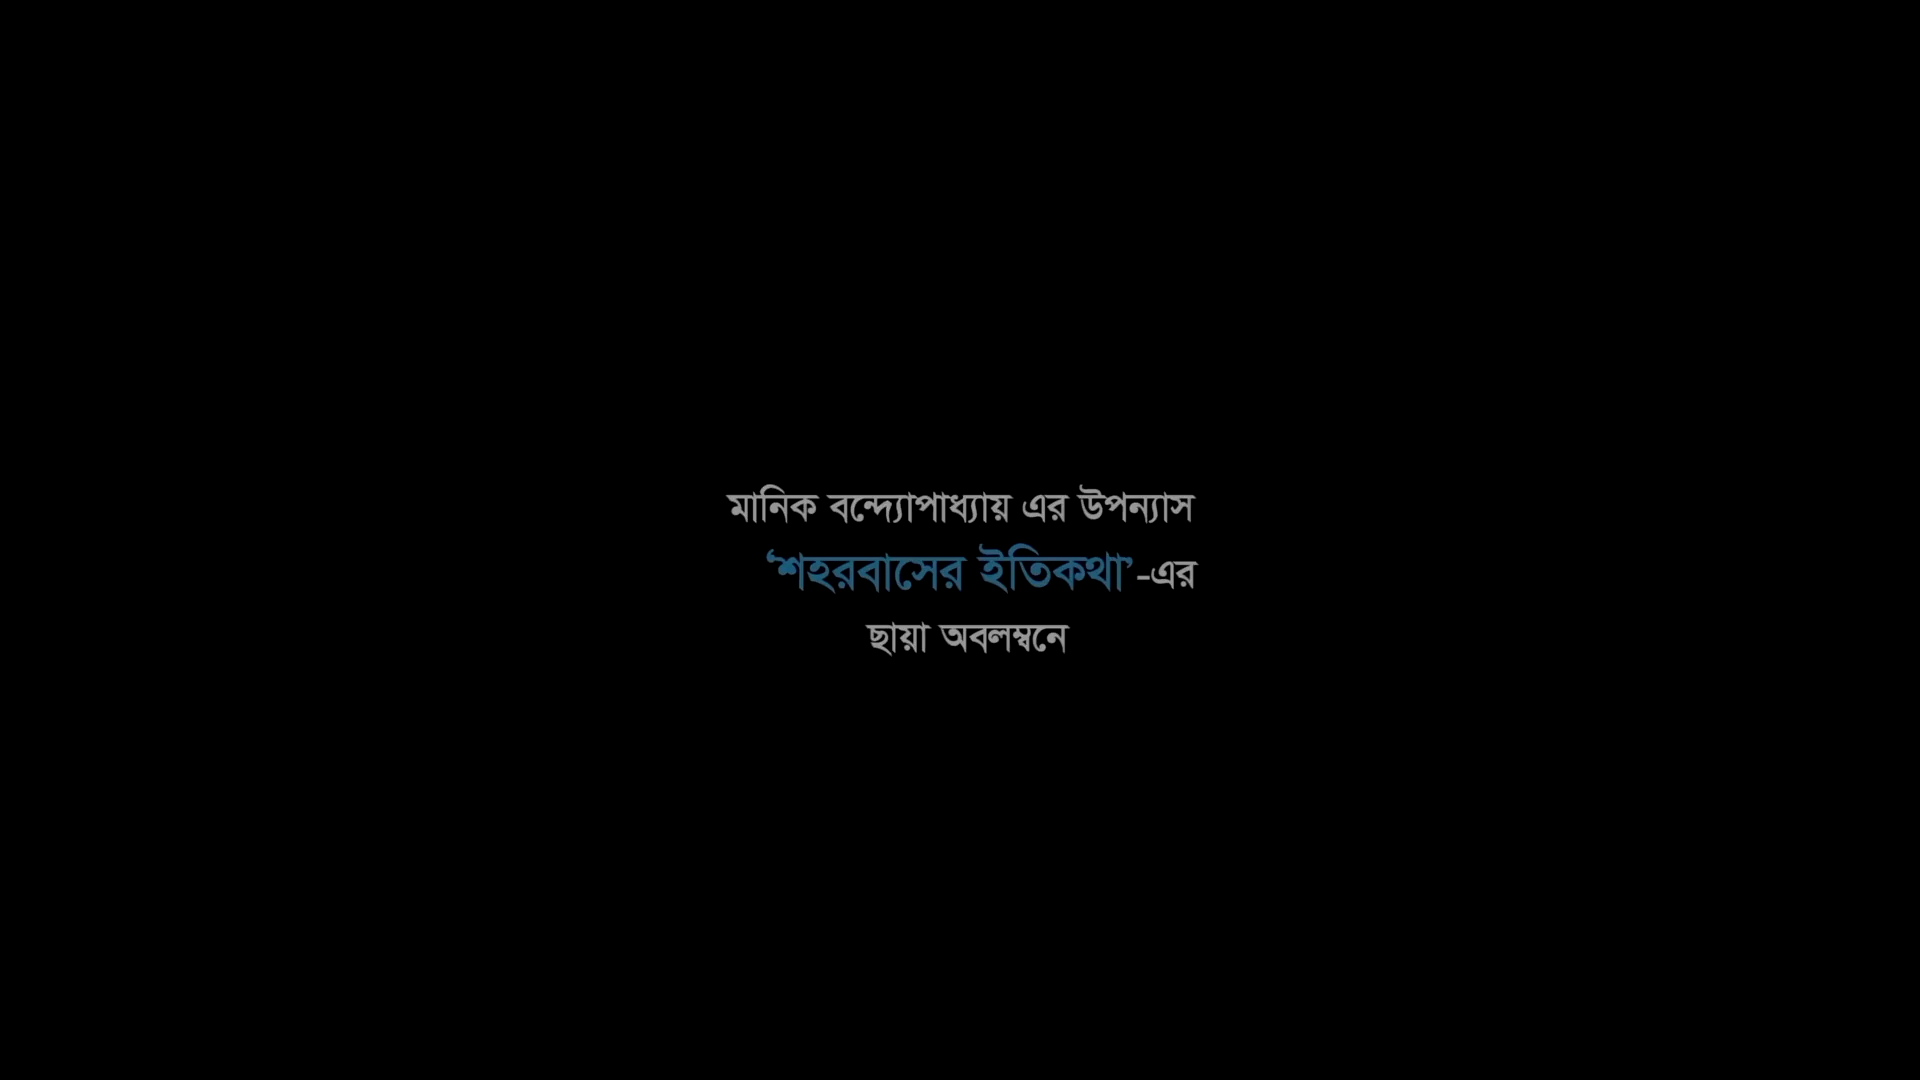 মানিক বন্দ্যোপাধ্যায় এর উপন্যাস
‘শহরবাসের ইতিকথা’-এর
ছায়া অবলম্বনে